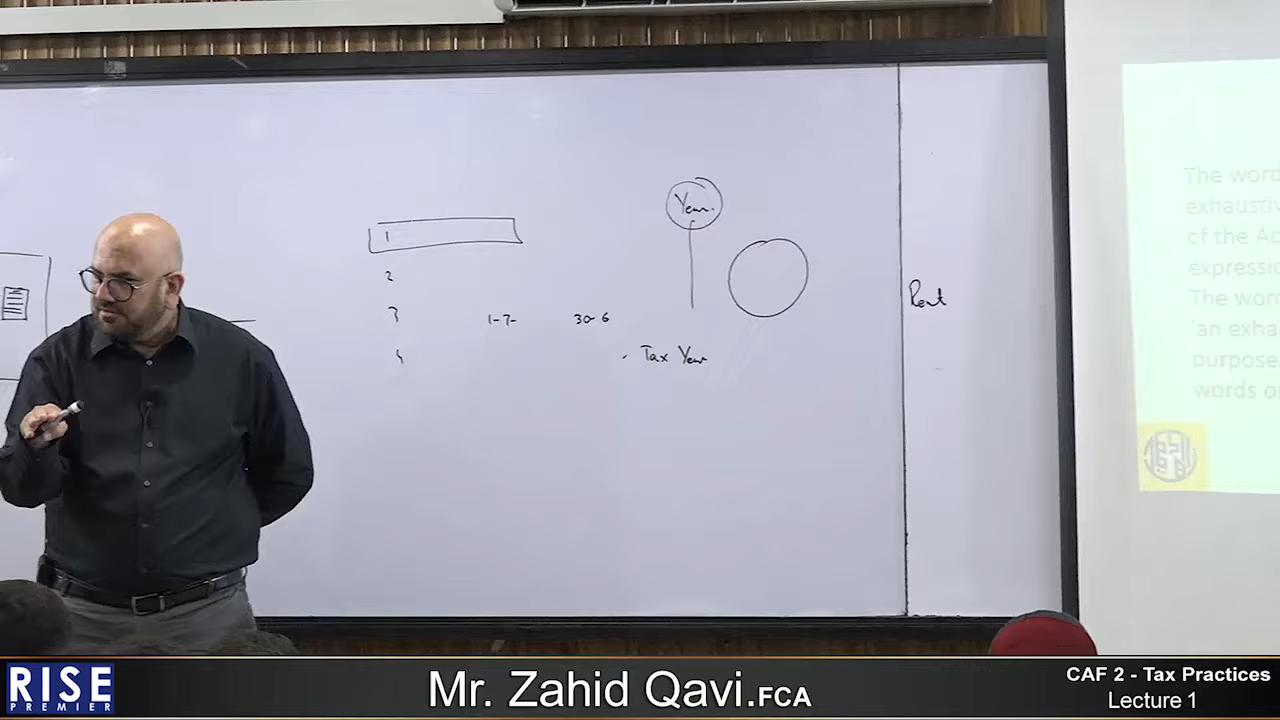 Year.
1
2
3 1-7- 30-6
4
- Tax Year
Rent
The word
exhaustiv
of the Ac
expressio
The word
'an exha
purpose
words o
RISE
PREMIER
Mr. Zahid Qavi.FCA
CAF 2 - Tax Practices
Lecture 1